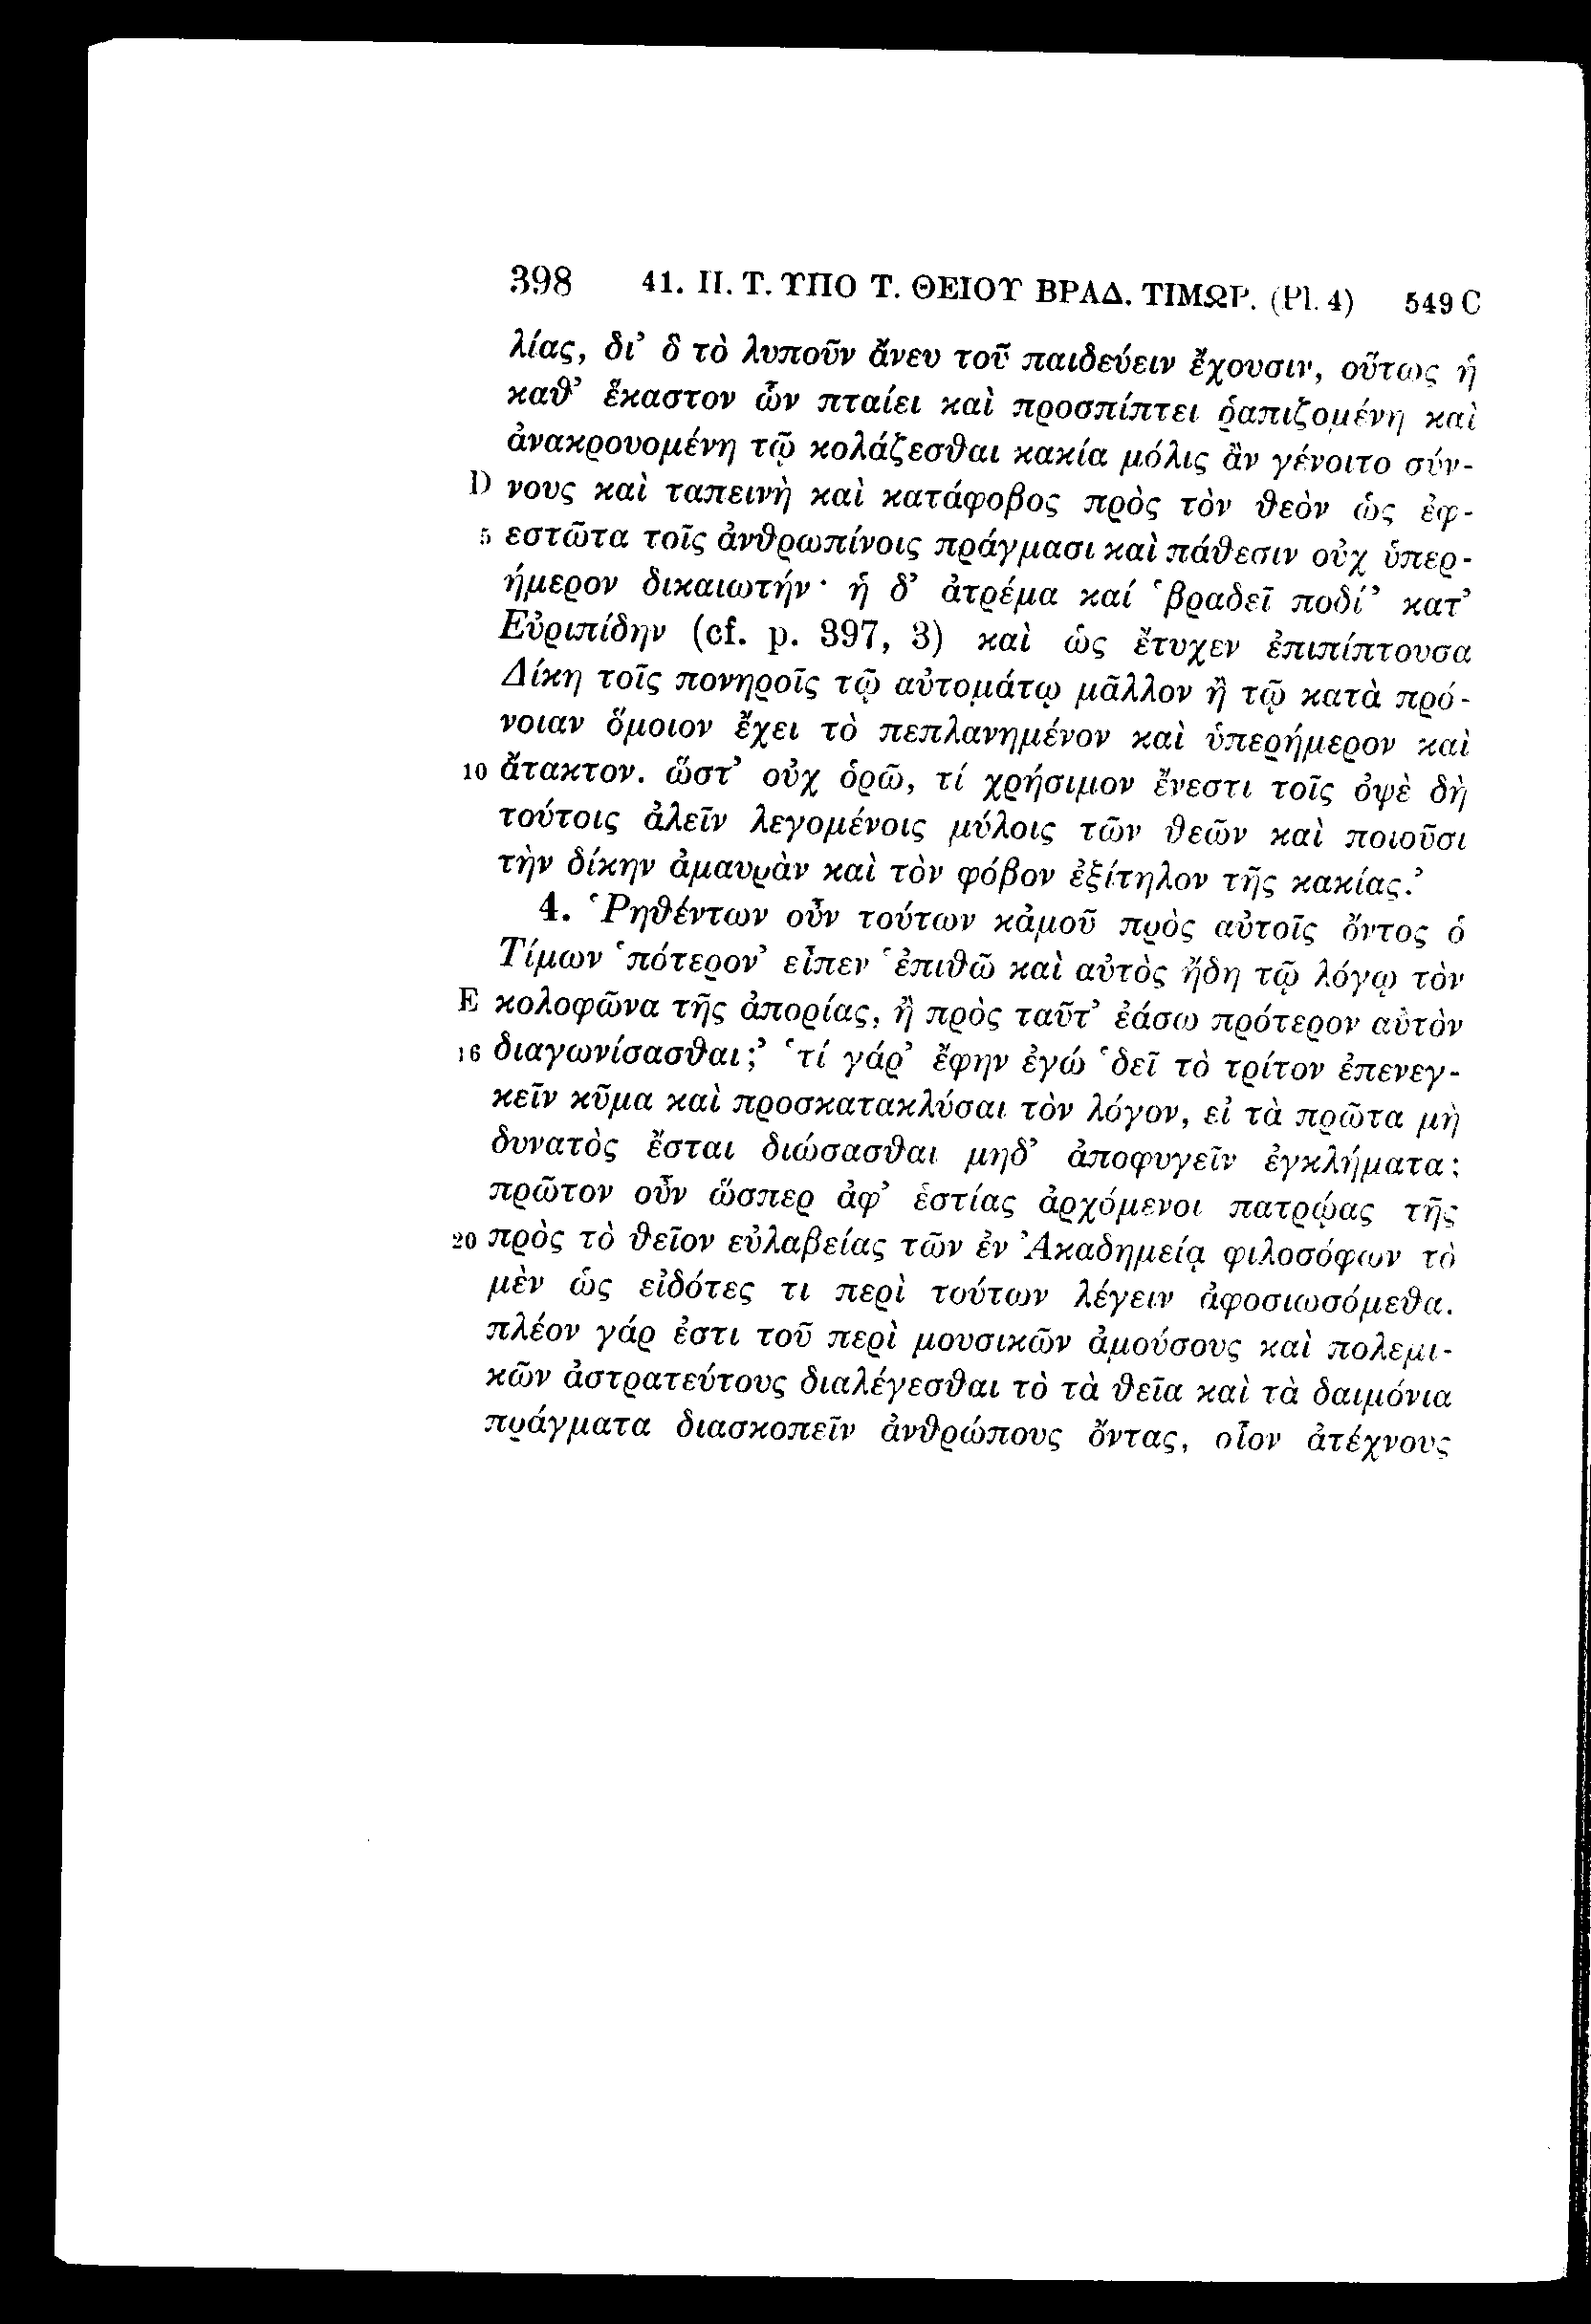 398 41. Π. Τ. ΥΠΟ Τ. ΘΕΙΟΥ ΒΡΑΔ. ΤΙΜΩΡ. (Pl. 4) 549 C
λίας, δι’ ὃ τὸ λυποῦν ἄνευ τοῦ παιδεύειν ἔχουσιν, οὕτως ἡ
καθ’ ἕκαστον ὧν πταίει καὶ προσπίπτει ῥαπιζομένη καὶ
ἀνακρουομένη τῷ κολάζεσθαι κακία μόλις ἂν γένοιτο σύν-
D νους καὶ ταπεινὴ καὶ κατάφοβος πρὸς τὸν θεὸν ὡς ἐφ-
5 εστῶτα τοῖς ἀνθρωπίνοις πράγμασι καὶ πάθεσιν οὐχ ὑπερ-
ήμερον δικαιωτήν· ἡ δ’ ἀτρέμα καί ‘βραδεῖ ποδί’ κατ’
Εὐριπίδην (cf. p. 397, 3) καὶ ὡς ἔτυχεν ἐπιπίπτουσα
Δίκη τοῖς πονηροῖς τῷ αὐτομάτῳ μᾶλλον ἢ τῷ κατὰ πρό-
νοιαν ὅμοιον ἔχει τὸ πεπλανημένον καὶ ὑπερήμερον καὶ
10 ἄτακτον. ὥστ’ οὐχ ὁρῶ, τί χρήσιμον ἔνεστι τοῖς ὀψὲ δὴ
τούτοις ἀλεῖν λεγομένοις μύλοις τῶν θεῶν καὶ ποιοῦσι
τὴν δίκην ἀμαυρὰν καὶ τὸν φόβον ἐξίτηλον τῆς κακίας.’
4. ‘Ρηθέντων οὖν τούτων κἀμοῦ πρὸς αὐτοῖς ὄντος ὁ
Τίμων ‘πότερον’ εἶπεν ‘ἐπιθῶ καὶ αὐτὸς ἤδη τῷ λόγῳ τὸν
E κολοφῶνα τῆς ἀπορίας, ἢ πρὸς ταῦτ’ ἐάσω πρότερον αὐτὸν
16 διαγωνίσασθαι;’ ‘τί γάρ’ ἔφην ἐγώ ‘δεῖ τὸ τρίτον ἐπενεγ-
κεῖν κῦμα καὶ προσκατακλύσαι τὸν λόγον, εἰ τὰ πρῶτα μὴ
δυνατὸς ἔσται διώσασθαι μηδ’ ἀποφυγεῖν ἐγκλήματα;
πρῶτον οὖν ὥσπερ ἀφ’ ἑστίας ἀρχόμενοι πατρῴας τῆς
20 πρὸς τὸ θεῖον εὐλαβείας τῶν ἐν Ἀκαδημείᾳ φιλοσόφων τὸ
μὲν ὡς εἰδότες τι περὶ τούτων λέγειν ἀφοσιωσόμεθα.
πλέον γάρ ἐστι τοῦ περὶ μουσικῶν ἀμούσους καὶ πολεμι-
κῶν ἀστρατεύτους διαλέγεσθαι τὸ τὰ θεῖα καὶ τὰ δαιμόνια
πράγματα διασκοπεῖν ἀνθρώπους ὄντας, οἷον ἀτέχνους